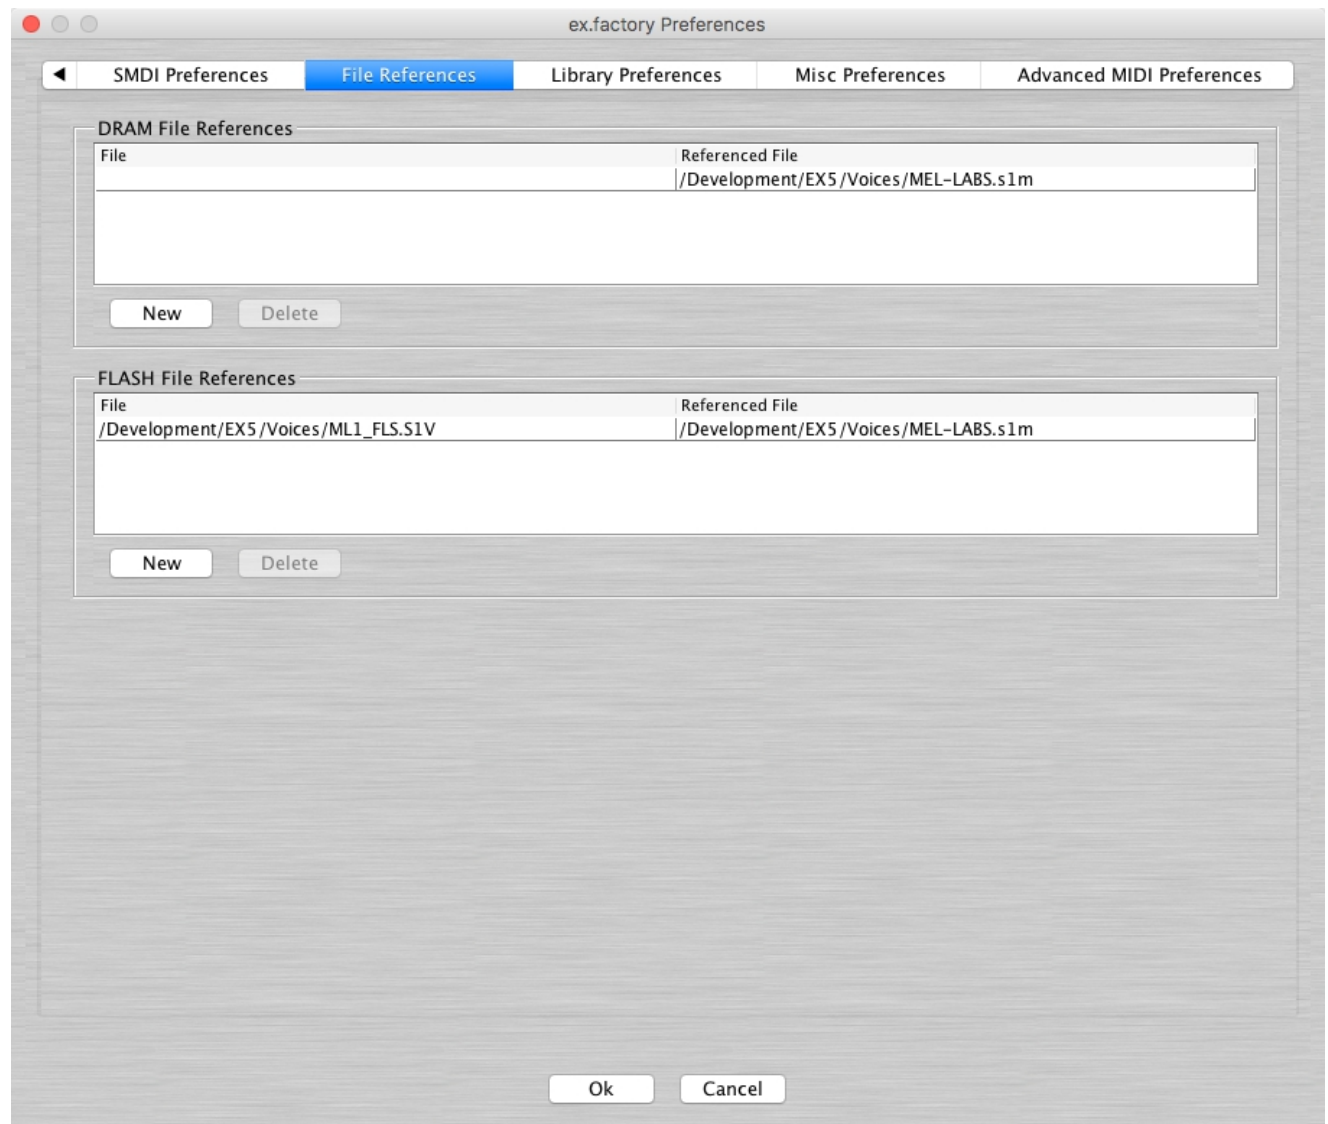 ex.factory Preferences
◀ SMDI Preferences File References Library Preferences Misc Preferences Advanced MIDI Preferences
DRAM File References
File Referenced File
/Development/EX5/Voices/MEL-LABS.s1m
New Delete
FLASH File References
File Referenced File
/Development/EX5/Voices/ML1_FLS.S1V /Development/EX5/Voices/MEL-LABS.s1m
New Delete
Ok Cancel